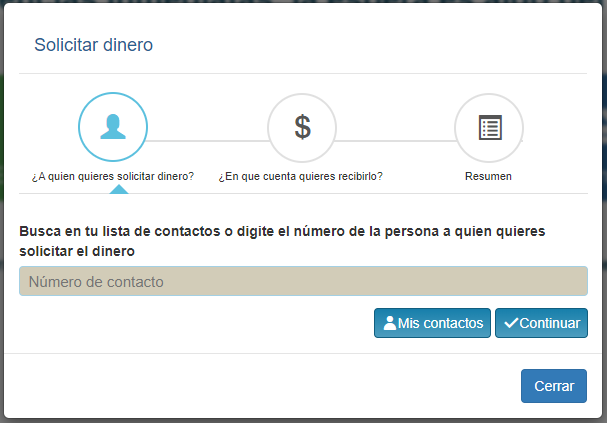 Solicitar dinero
$
¿A quien quieres solicitar dinero?
¿En que cuenta quieres recibirlo?
Resumen
Busca en tu lista de contactos o digite el número de la persona a quien quieres
solicitar el dinero
Número de contacto
Mis contactos
Continuar
Cerrar